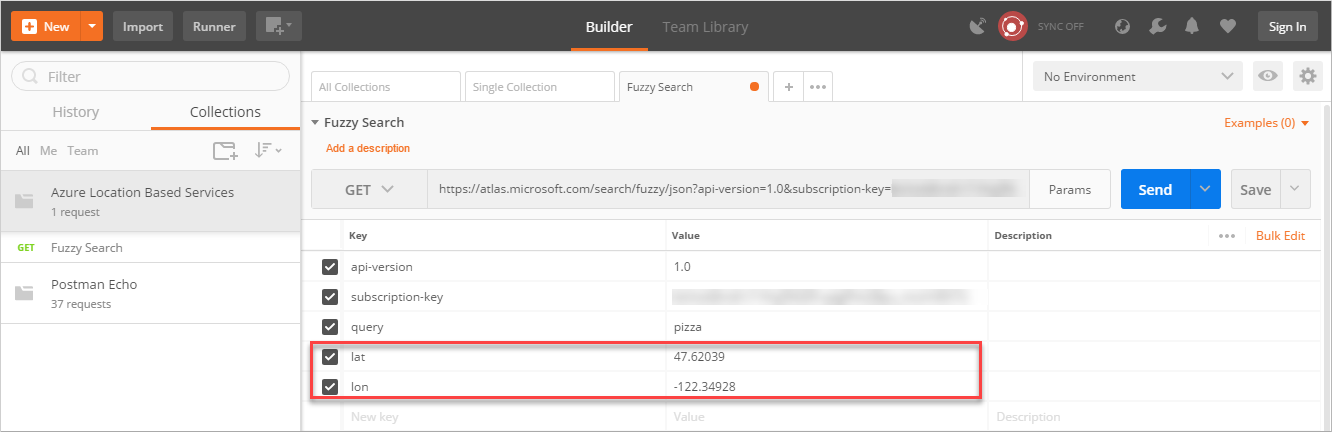 New Import Runner Builder Team Library SYNC OFF Sign In
Filter
History Collections
All Me Team
Azure Location Based Services
1 request
GET Fuzzy Search
Postman Echo
37 requests
All Collections Single Collection Fuzzy Search No Environment
Fuzzy Search Examples (0)
Add a description
GET https://atlas.microsoft.com/search/fuzzy/json?api-version=1.0&subscription-key= Params Send Save
Key Value Description Bulk Edit
api-version 1.0
subscription-key
query pizza
lat 47.62039
lon -122.34928
New key Value Description